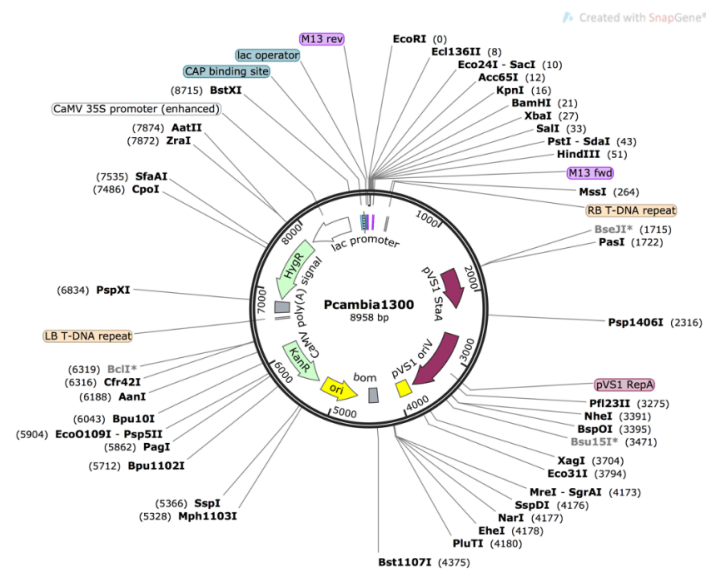 Created with SnapGene®
M13 rev
lac operator
CAP binding site
(8715) BstXI
CaMV 35S promoter (enhanced)
(7874) AatII
(7872) ZraI
(7535) SfaAI
(7486) CpoI
(6834) PspXI
LB T-DNA repeat
(6319) BclI*
(6316) Cfr42I
(6188) AanI
(6043) Bpu10I
(5904) EcoO109I - Psp5II
(5862) PagI
(5712) Bpu1102I
(5366) SspI
(5328) Mph1103I
EcoRI (0)
Ecl136II (8)
Eco24I - SacI (10)
Acc65I (12)
KpnI (16)
BamHI (21)
XbaI (27)
SalI (33)
PstI - SdaI (43)
HindIII (51)
M13 fwd
MssI (264)
RB T-DNA repeat
BseJI* (1715)
PasI (1722)
Psp1406I (2316)
pVS1 RepA
Pfl23II (3275)
NheI (3391)
BspOI (3395)
Bsu15I* (3471)
XagI (3704)
Eco31I (3794)
MreI - SgrAI (4173)
SspDI (4176)
NarI (4177)
EheI (4178)
PluTI (4180)
Bst1107I (4375)
1000
2000
3000
4000
5000
6000
7000
8000
lac promoter
HygR
CaMV poly(A) signal
KanR
ori
bom
pVS1 oriV
pVS1 StaA
Pcambia1300
8958 bp